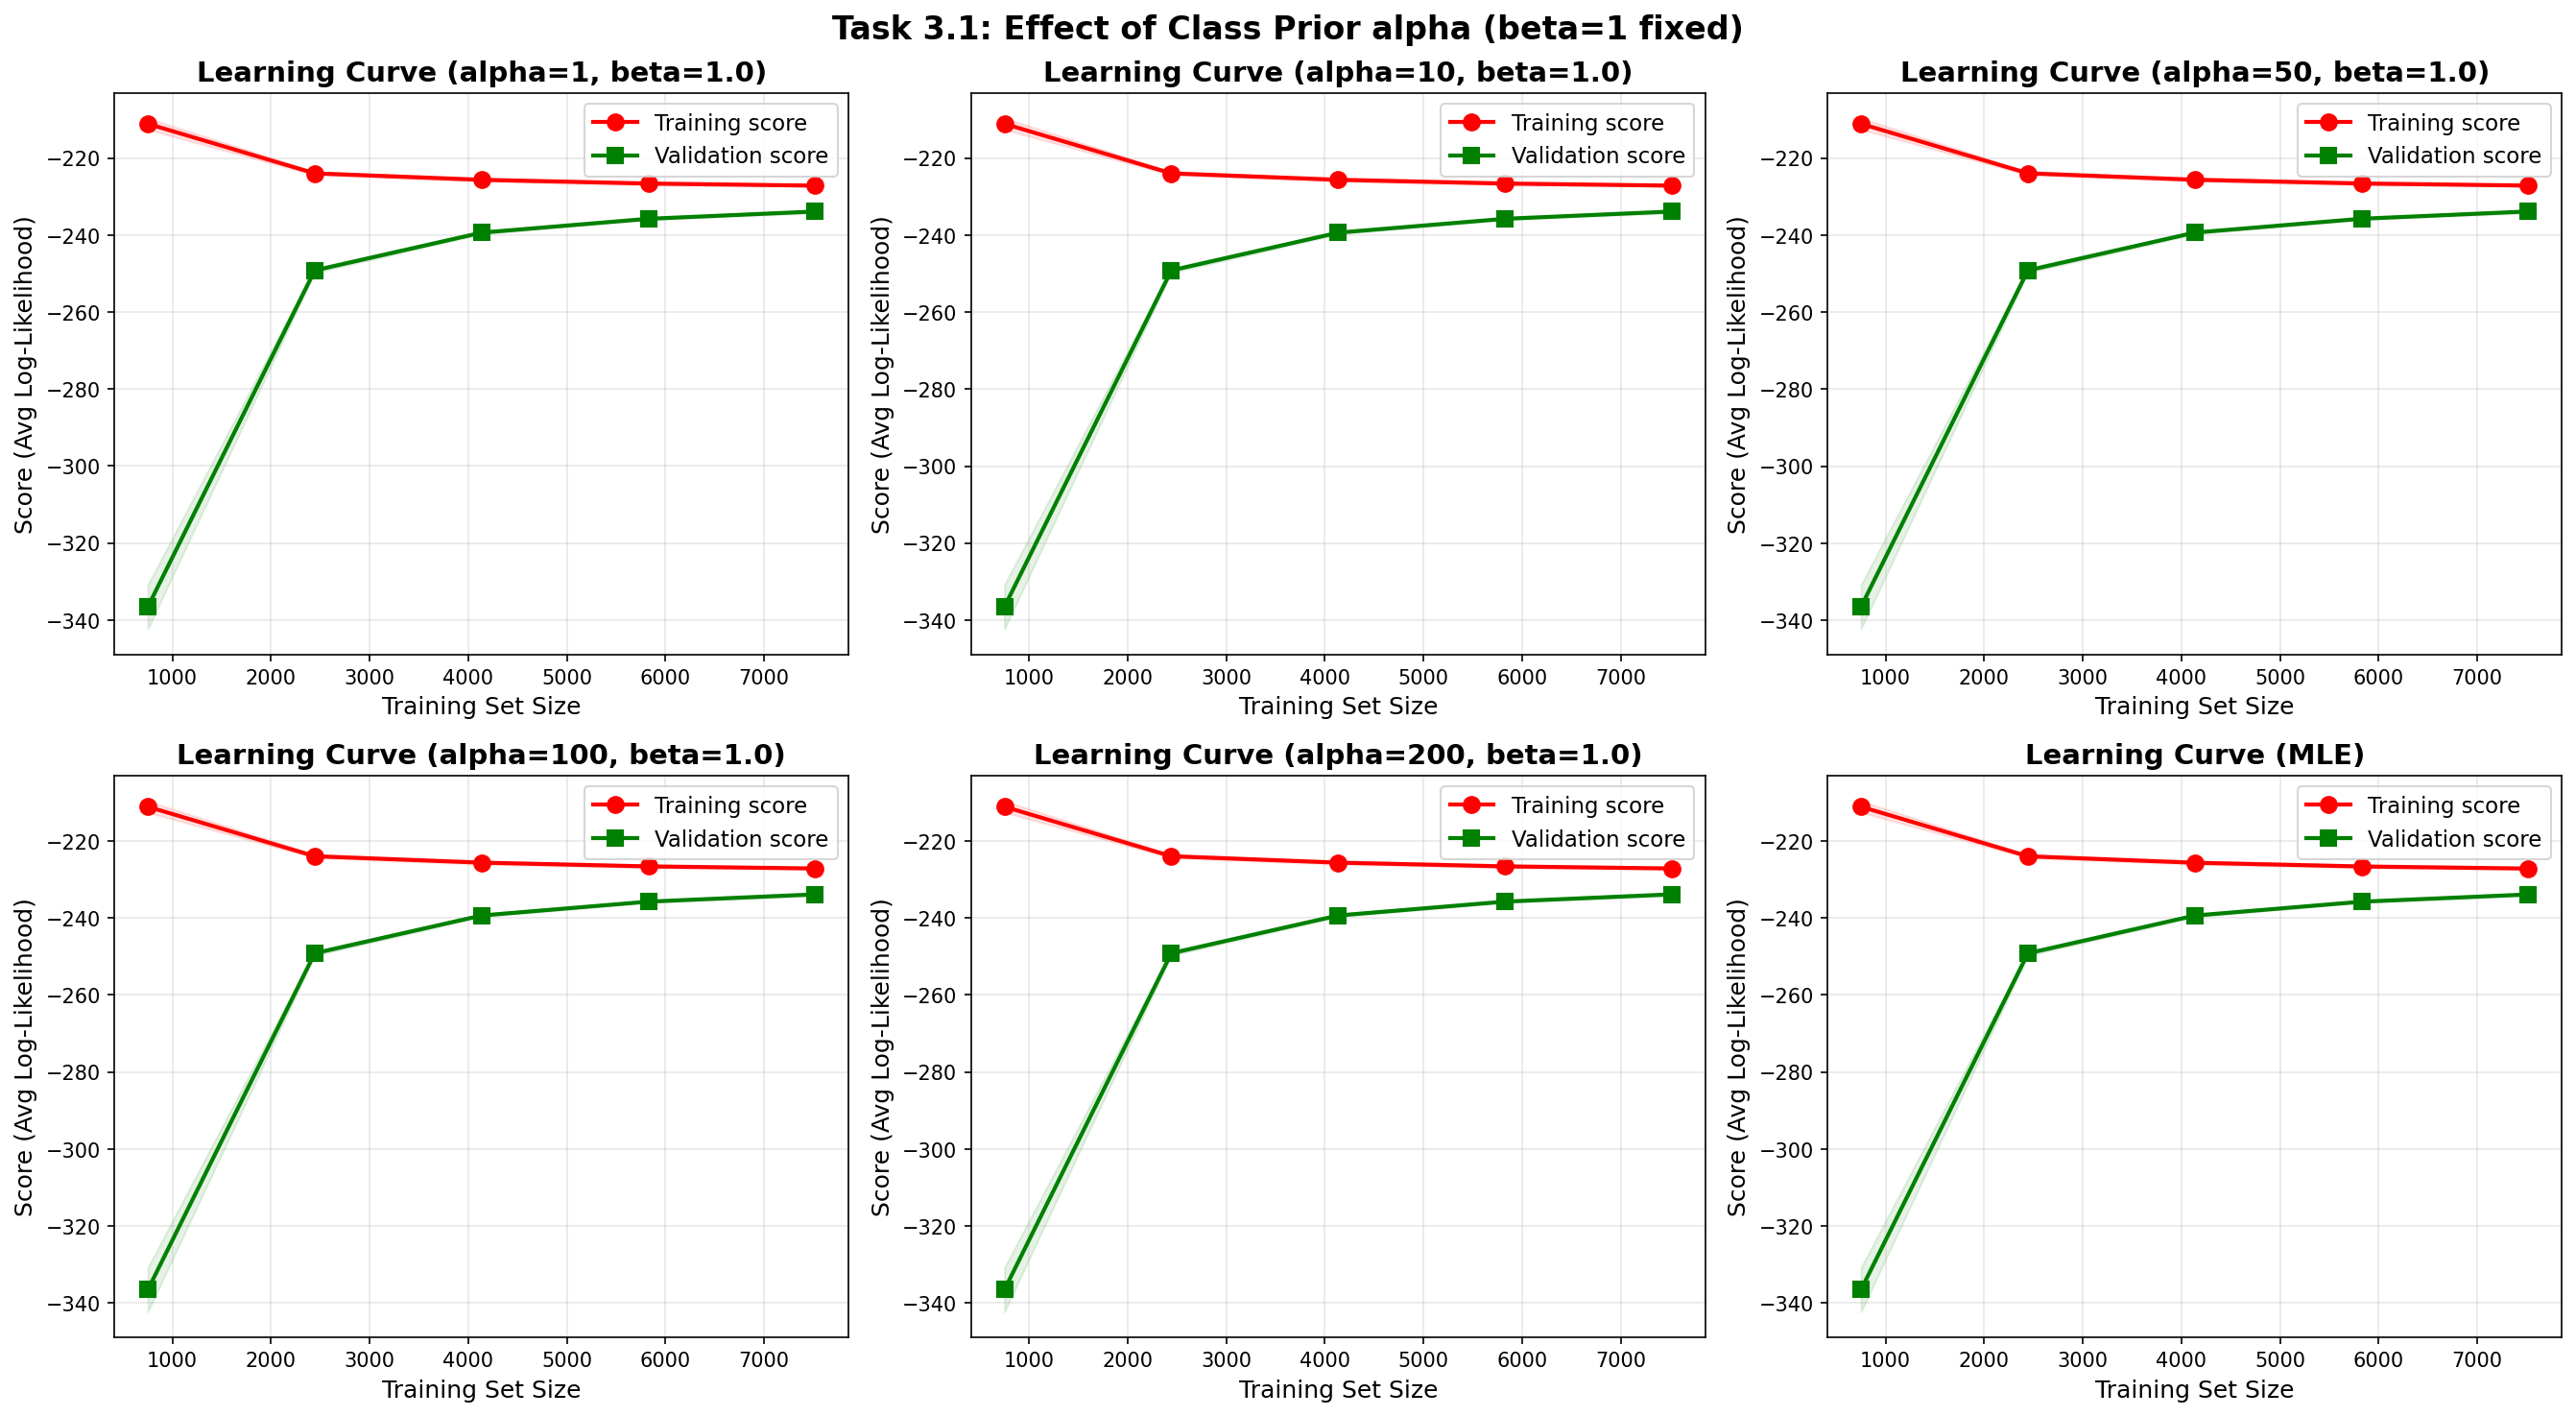 Task 3.1: Effect of Class Prior alpha (beta=1 fixed)
Learning Curve (alpha=1, beta=1.0)
Training score
Validation score
−220
−240
−260
−280
−300
−320
−340
Score (Avg Log-Likelihood)
1000 2000 3000 4000 5000 6000 7000
Training Set Size
Learning Curve (alpha=10, beta=1.0)
Training score
Validation score
−220
−240
−260
−280
−300
−320
−340
Score (Avg Log-Likelihood)
1000 2000 3000 4000 5000 6000 7000
Training Set Size
Learning Curve (alpha=50, beta=1.0)
Training score
Validation score
−220
−240
−260
−280
−300
−320
−340
Score (Avg Log-Likelihood)
1000 2000 3000 4000 5000 6000 7000
Training Set Size
Learning Curve (alpha=100, beta=1.0)
Training score
Validation score
−220
−240
−260
−280
−300
−320
−340
Score (Avg Log-Likelihood)
1000 2000 3000 4000 5000 6000 7000
Training Set Size
Learning Curve (alpha=200, beta=1.0)
Training score
Validation score
−220
−240
−260
−280
−300
−320
−340
Score (Avg Log-Likelihood)
1000 2000 3000 4000 5000 6000 7000
Training Set Size
Learning Curve (MLE)
Training score
Validation score
−220
−240
−260
−280
−300
−320
−340
Score (Avg Log-Likelihood)
1000 2000 3000 4000 5000 6000 7000
Training Set Size